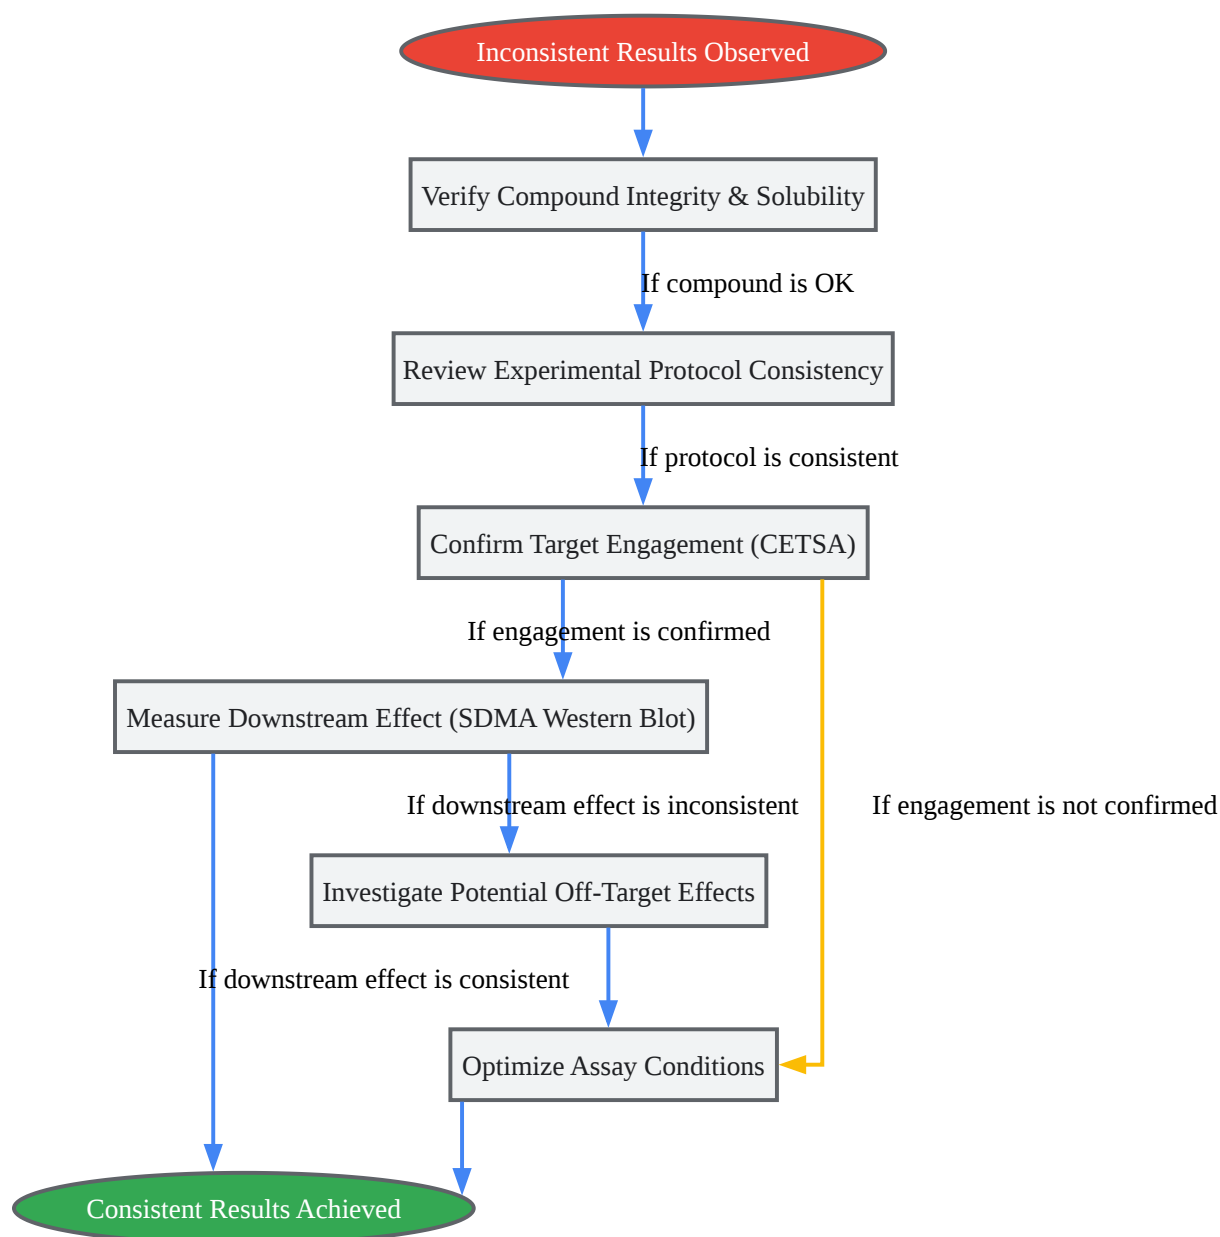 Inconsistent Results Observed
Verify Compound Integrity & Solubility
If compound is OK
Review Experimental Protocol Consistency
If protocol is consistent
Confirm Target Engagement (CETSA)
If engagement is confirmed
Measure Downstream Effect (SDMA Western Blot)
If downstream effect is inconsistent
If engagement is not confirmed
Investigate Potential Off-Target Effects
If downstream effect is consistent
Optimize Assay Conditions
Consistent Results Achieved